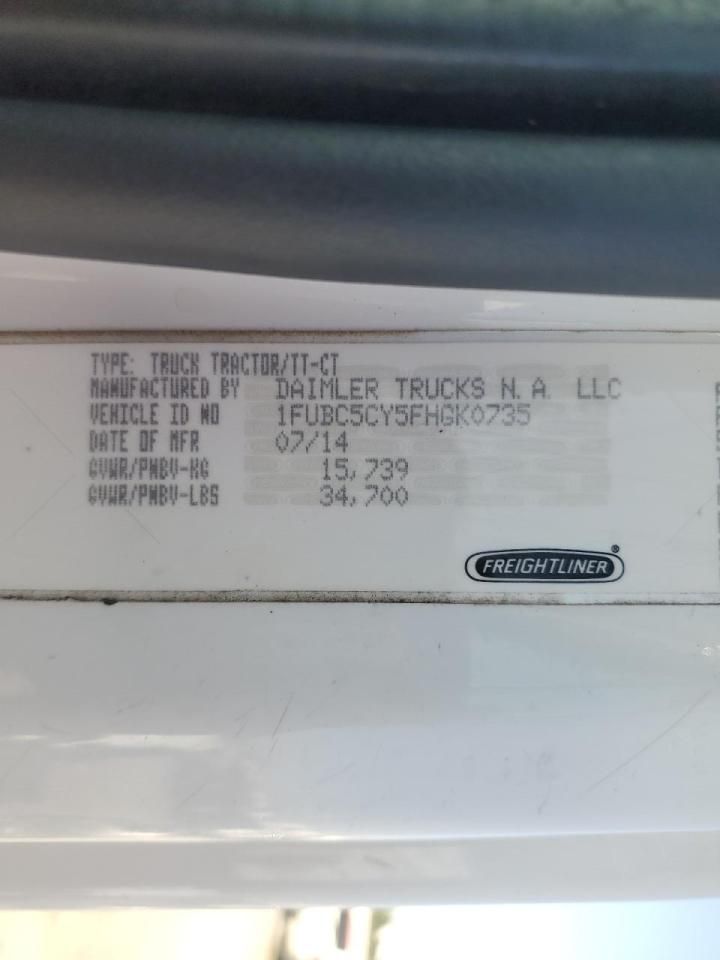 TYPE: TRUCK TRACTOR/TT-CT
MANUFACTURED BY DAIMLER TRUCKS N.A. LLC
VEHICLE ID NO 1FUBC5CY5FHGK0735
DATE OF MFR 07/14
GVWR/PNBV-KG 15,739
GVWR/PNBV-LBS 34,700
FREIGHTLINER®